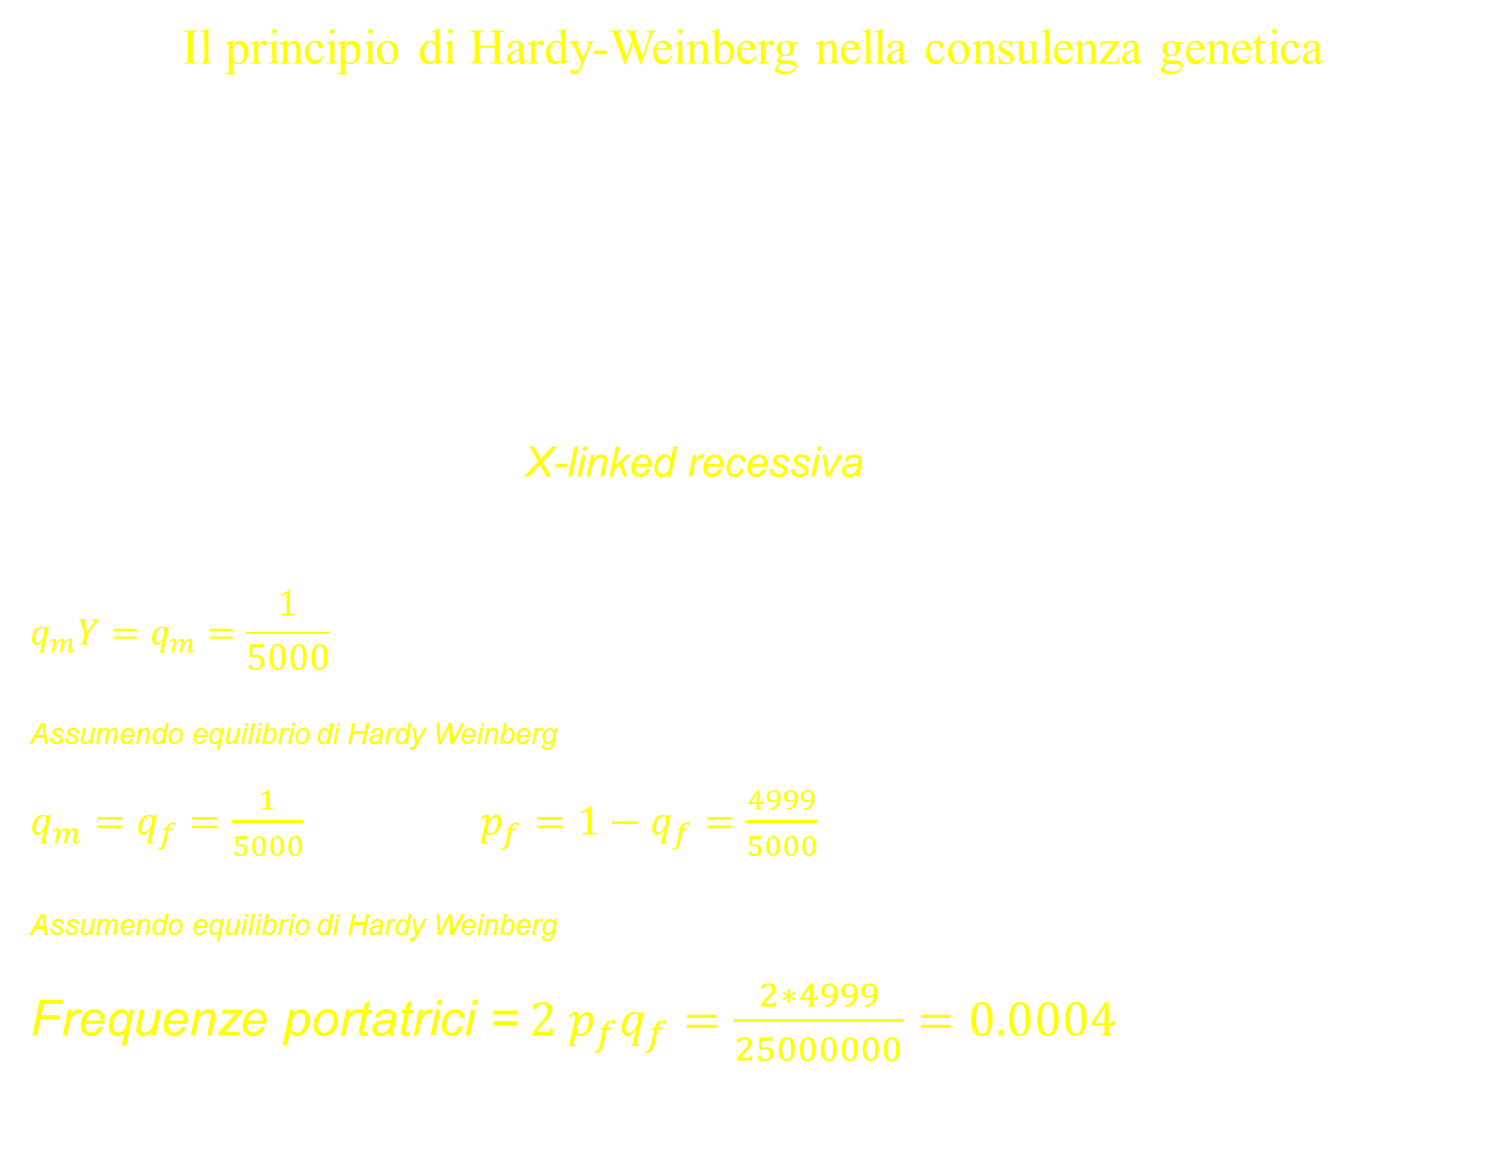 Il principio di Hardy-Weinberg nella consulenza genetica
X-linked recessiva
q_m Y = q_m = 1/5000
Assumendo equilibrio di Hardy Weinberg
q_m = q_f = 1/5000 p_f = 1 − q_f = 4999/5000
Assumendo equilibrio di Hardy Weinberg
Frequenze portatrici = 2 p_f q_f = 2*4999/25000000 = 0.0004